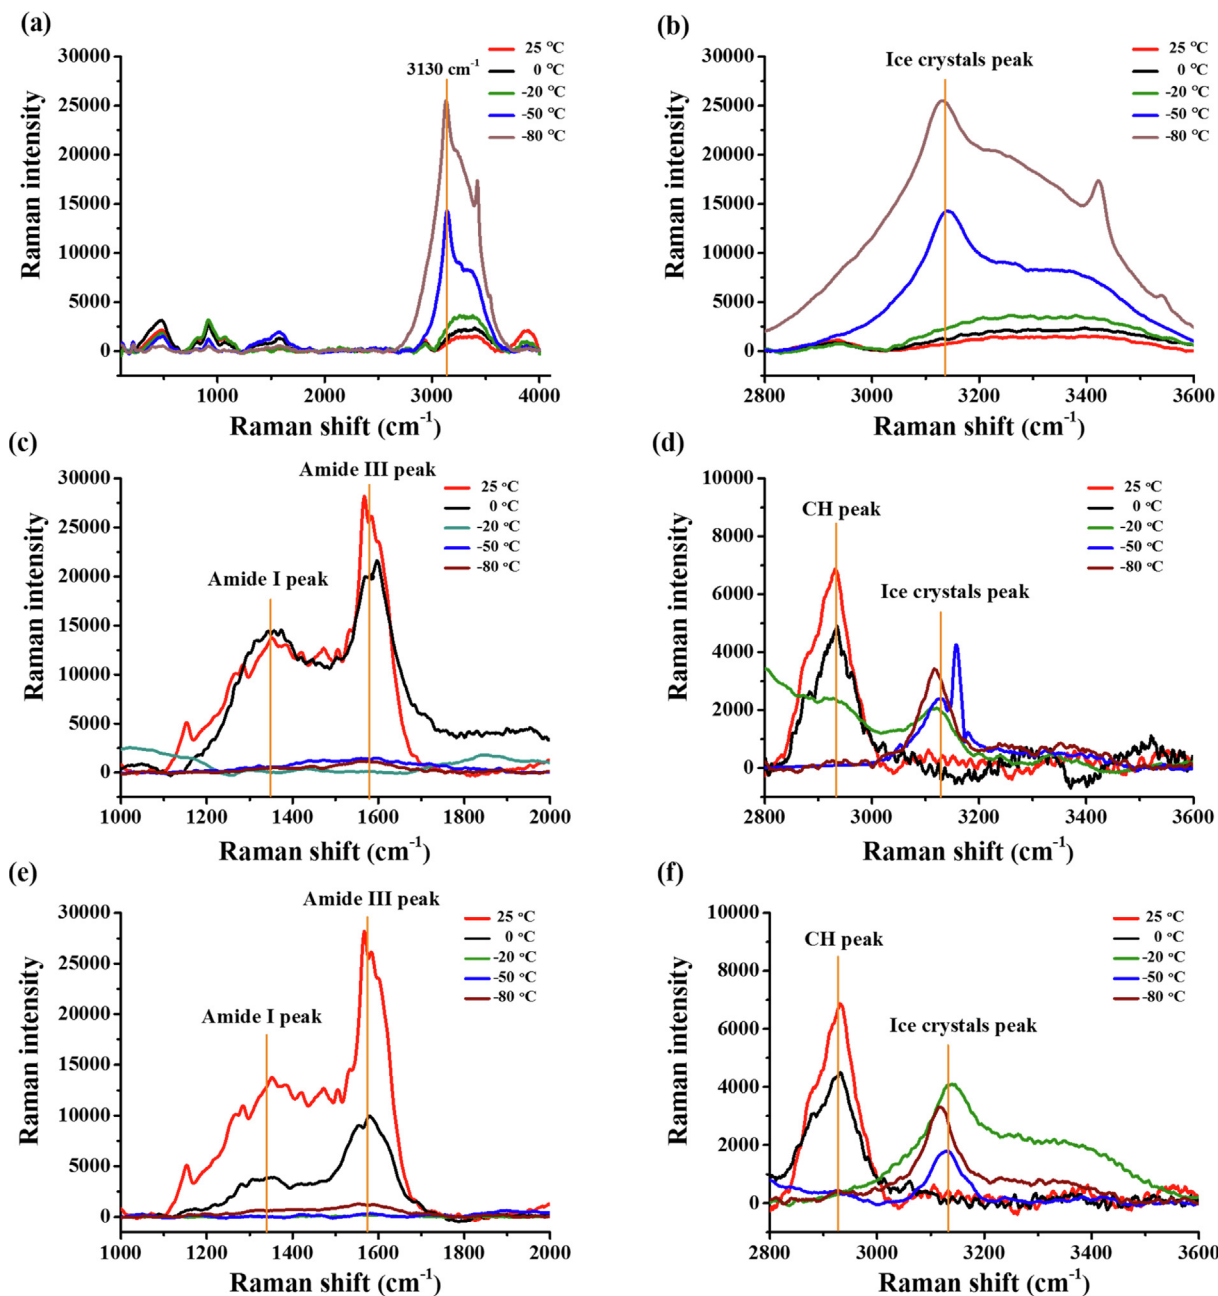 (a)
30000
25000
20000
15000
10000
5000
0
Raman intensity
3130 cm⁻¹
25 °C
0 °C
-20 °C
-50 °C
-80 °C
1000 2000 3000 4000
Raman shift (cm⁻¹)
(b)
30000
25000
20000
15000
10000
5000
0
Raman intensity
Ice crystals peak
25 °C
0 °C
-20 °C
-50 °C
-80 °C
2800 3000 3200 3400 3600
Raman shift (cm⁻¹)
(c)
30000
25000
20000
15000
10000
5000
0
Raman intensity
Amide III peak
Amide I peak
25 °C
0 °C
-20 °C
-50 °C
-80 °C
1000 1200 1400 1600 1800 2000
Raman shift (cm⁻¹)
(d)
10000
8000
6000
4000
2000
0
Raman intensity
CH peak
Ice crystals peak
25 °C
0 °C
-20 °C
-50 °C
-80 °C
2800 3000 3200 3400 3600
Raman shift (cm⁻¹)
(e)
30000
25000
20000
15000
10000
5000
0
Raman intensity
Amide III peak
Amide I peak
25 °C
0 °C
-20 °C
-50 °C
-80 °C
1000 1200 1400 1600 1800 2000
Raman shift (cm⁻¹)
(f)
10000
8000
6000
4000
2000
0
Raman intensity
CH peak
Ice crystals peak
25 °C
0 °C
-20 °C
-50 °C
-80 °C
2800 3000 3200 3400 3600
Raman shift (cm⁻¹)